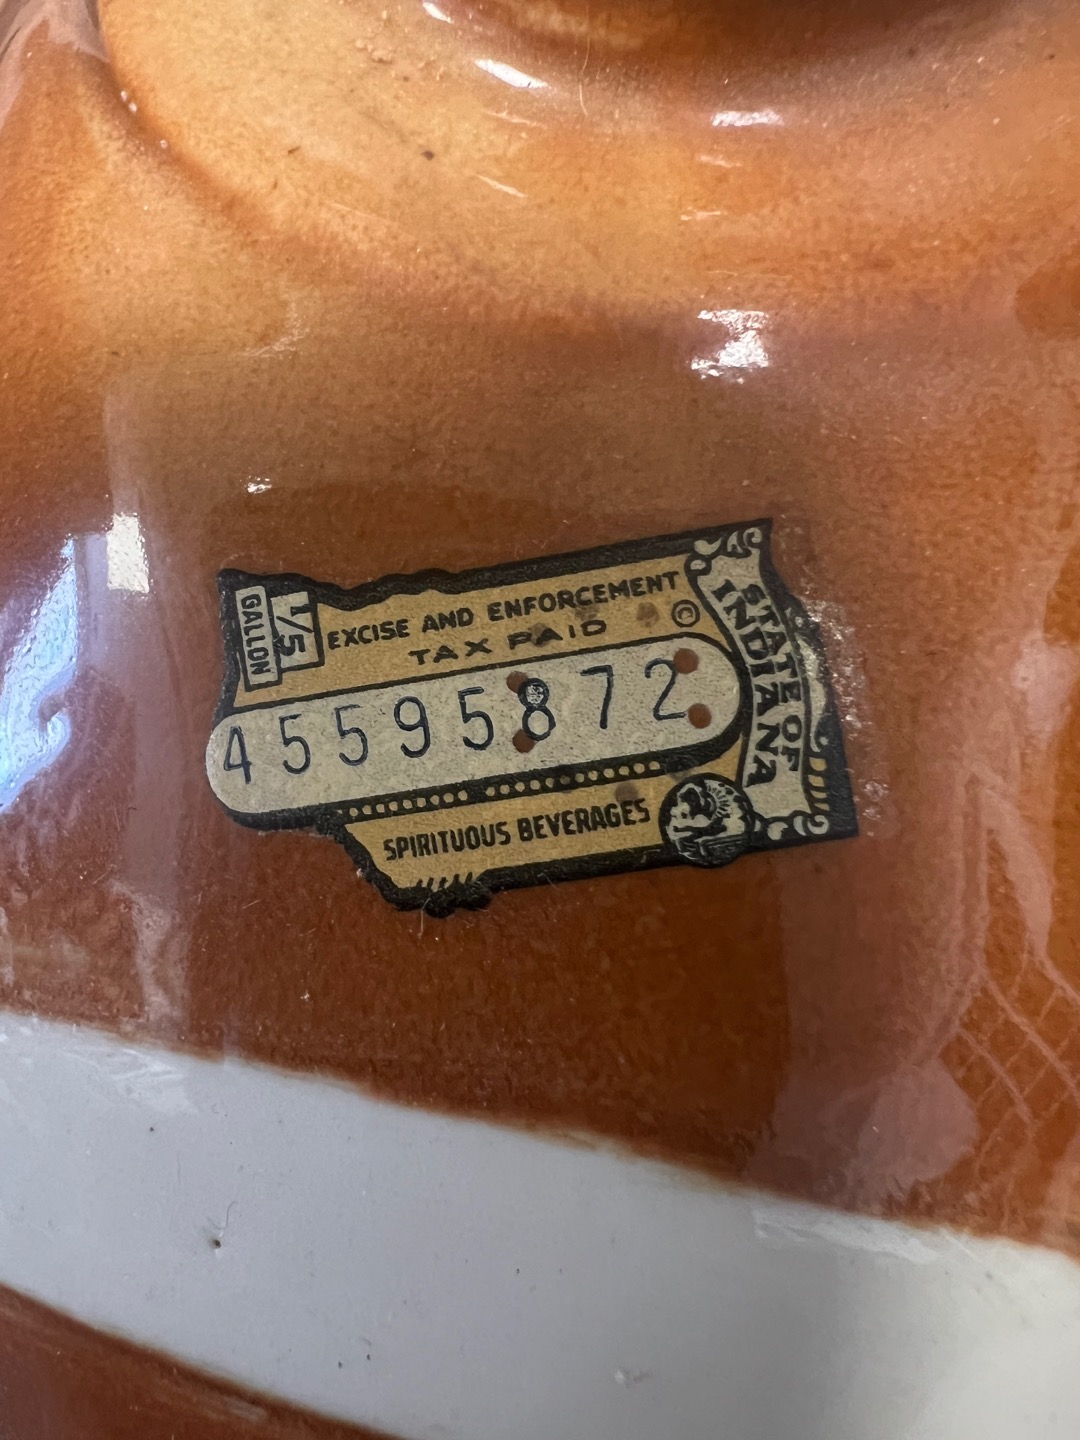 1/5
GALLON
EXCISE AND ENFORCEMENT
TAX PAID
©
45595872
SPIRITUOUS BEVERAGES
STATE OF
INDIANA